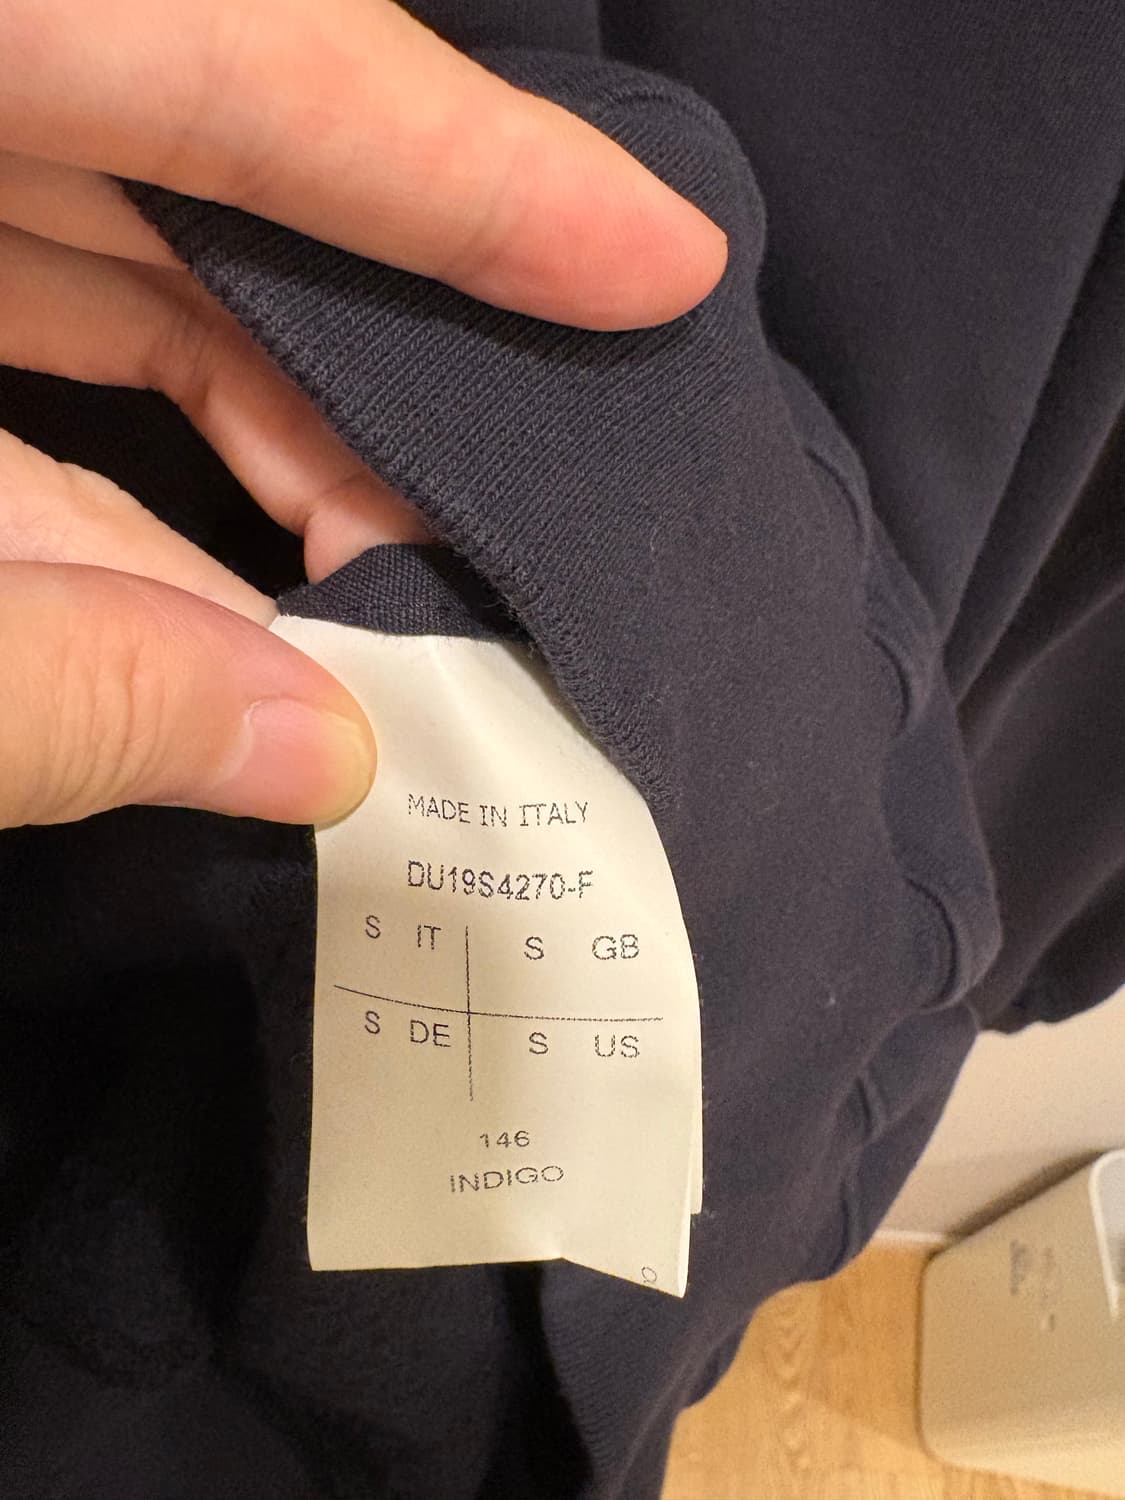 MADE IN ITALY
DU19S4270-F
S IT S GB
S DE S US
146
INDIGO